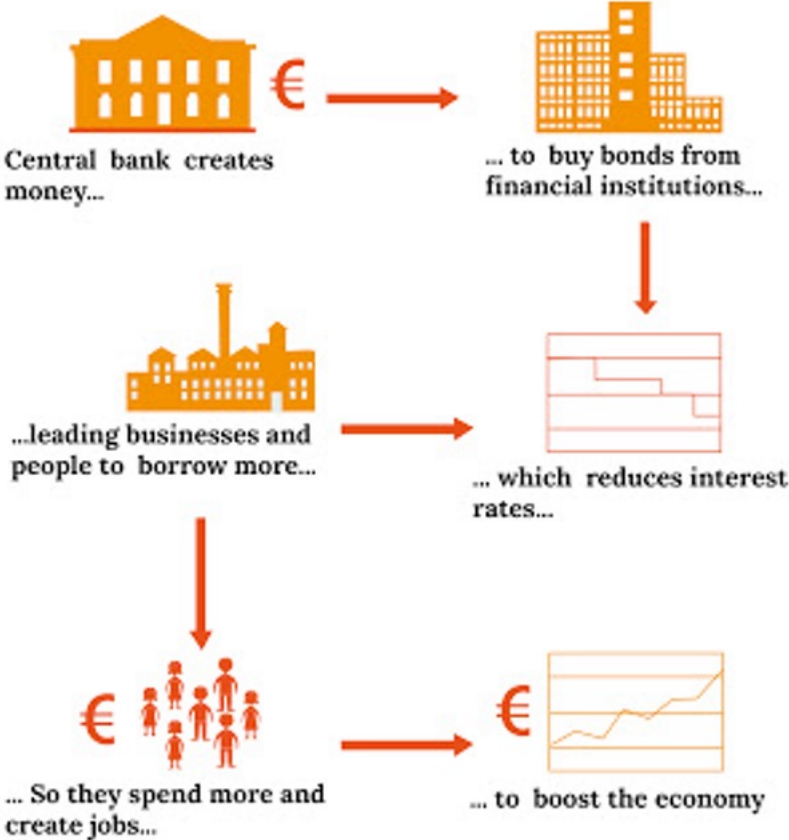 €
Central bank creates
money...
... to buy bonds from
financial institutions...
... which reduces interest
rates...
...leading businesses and
people to borrow more...
€
... So they spend more and
create jobs...
€
... to boost the economy